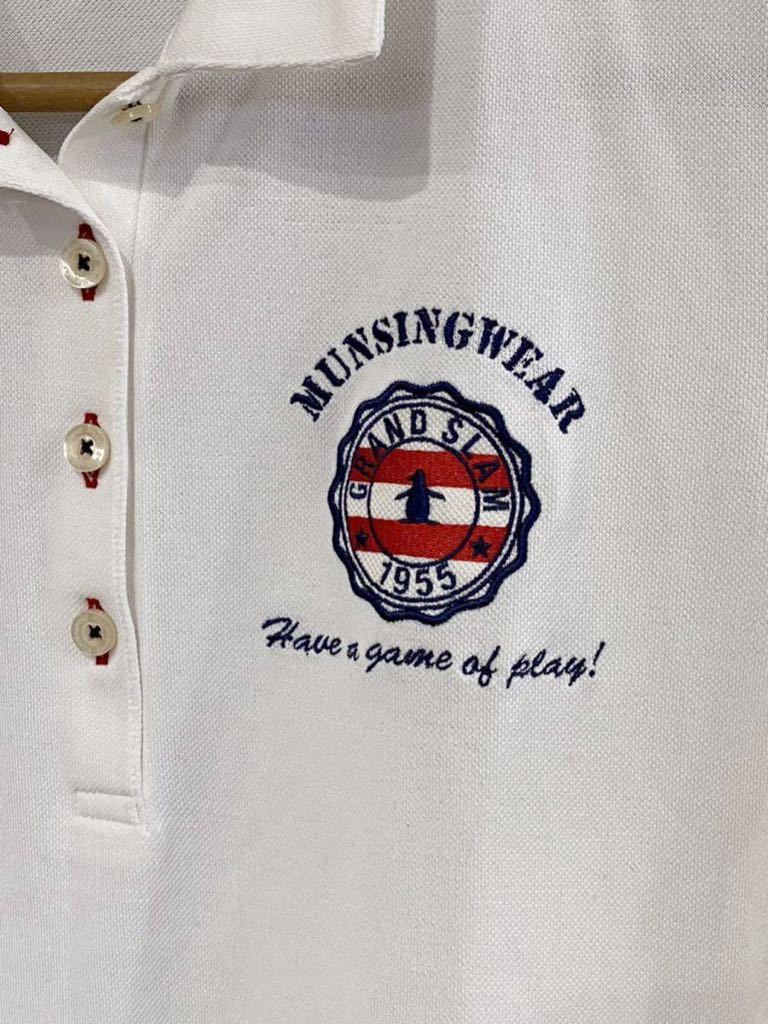 MUNSINGWEAR
GRAND SLAM
1955
Have a game of play!